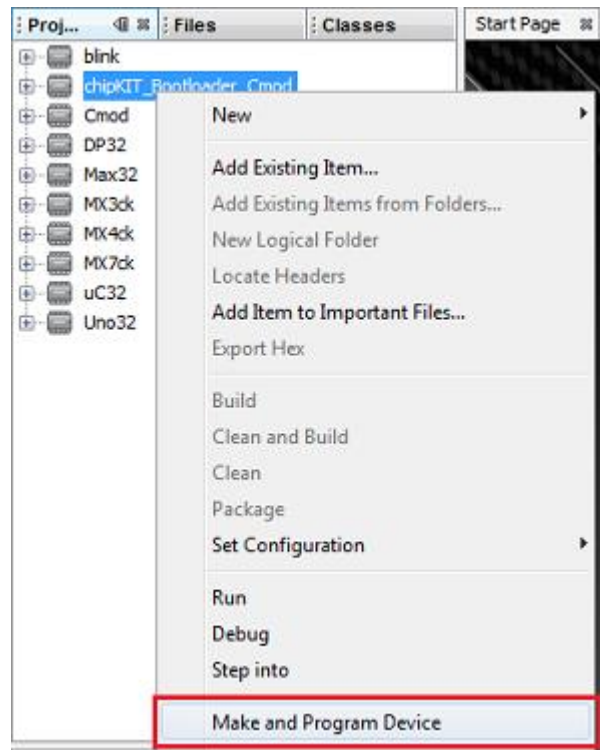 Proj... Files Classes Start Page
blink
chipKIT_Bootloader_Cmod
Cmod
DP32
Max32
MX3ck
MX4ck
MX7ck
uC32
Uno32
New
Add Existing Item...
Add Existing Items from Folders...
New Logical Folder
Locate Headers
Add Item to Important Files...
Export Hex
Build
Clean and Build
Clean
Package
Set Configuration
Run
Debug
Step into
Make and Program Device